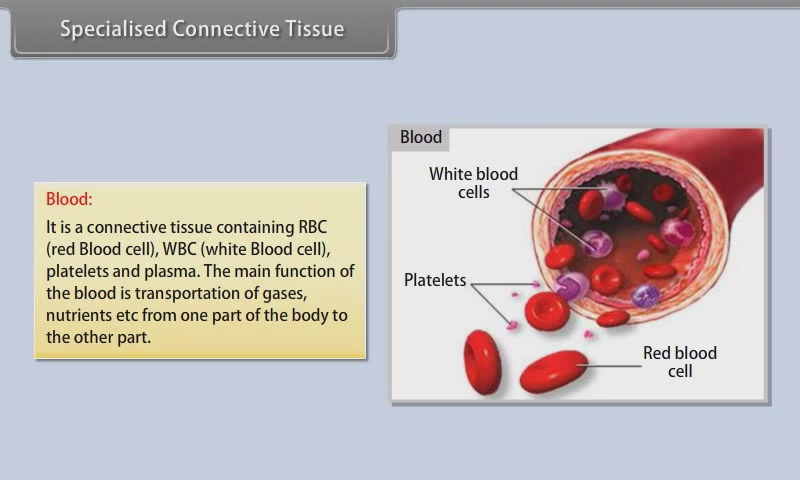 Specialised Connective Tissue
Blood:
It is a connective tissue containing RBC
(red Blood cell), WBC (white Blood cell),
platelets and plasma. The main function of
the blood is transportation of gases,
nutrients etc from one part of the body to
the other part.
Blood
White blood
cells
Platelets
Red blood
cell